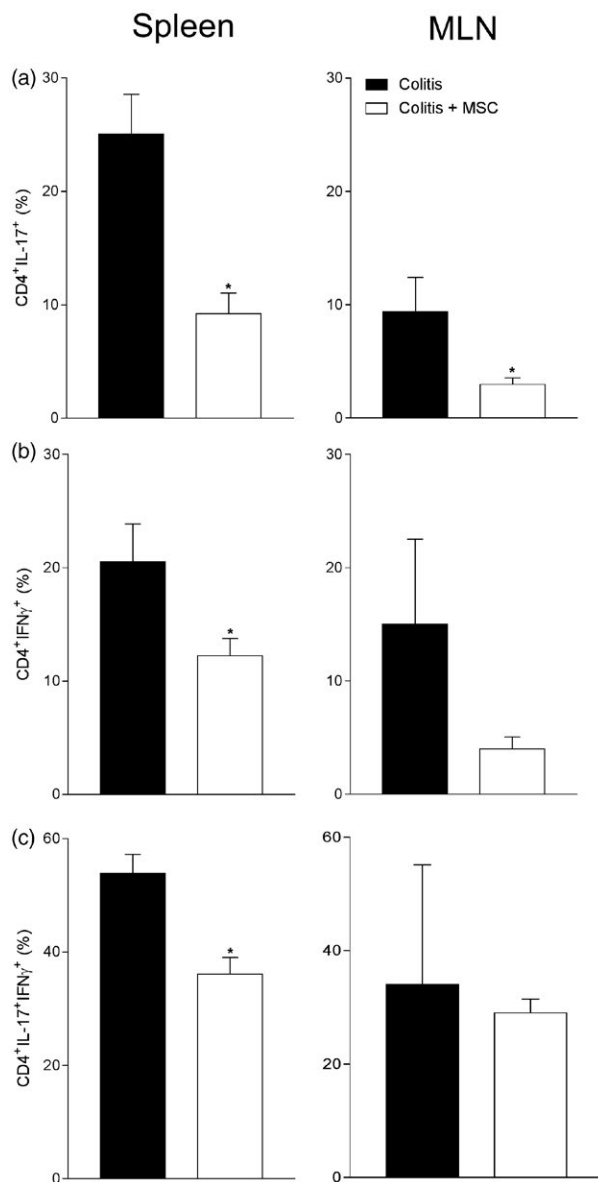 Spleen
MLN
(a)
CD4⁺IL-17⁺ (%)
30
20
10
0
*
30
20
10
0
*
Colitis
Colitis + MSC
(b)
CD4⁺IFNγ⁺ (%)
30
20
10
0
*
30
20
10
0
(c)
CD4⁺IL-17⁺IFNγ⁺ (%)
60
40
20
0
*
60
40
20
0